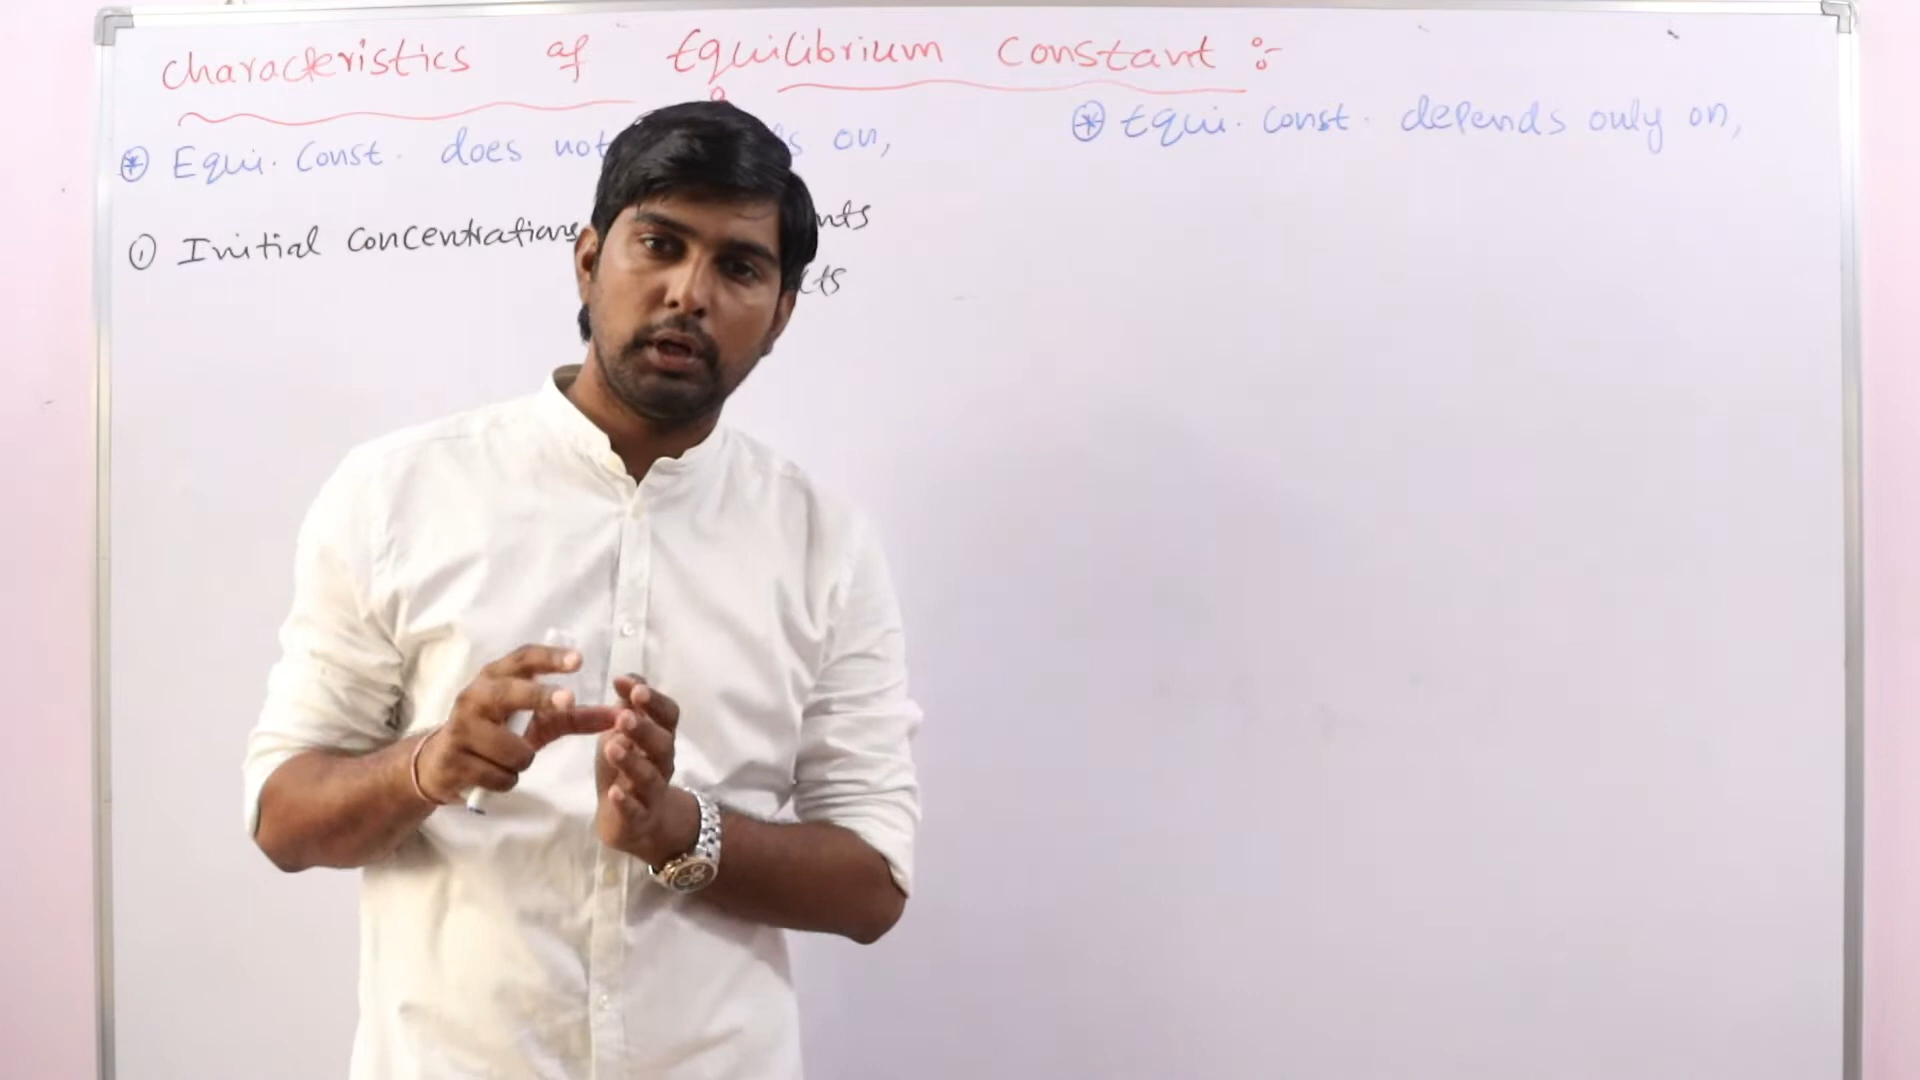 Characteristics of Equilibrium Constant :-
Equi. Const. does not on,
① Initial Concentrations
Equi. Const. depends only on,